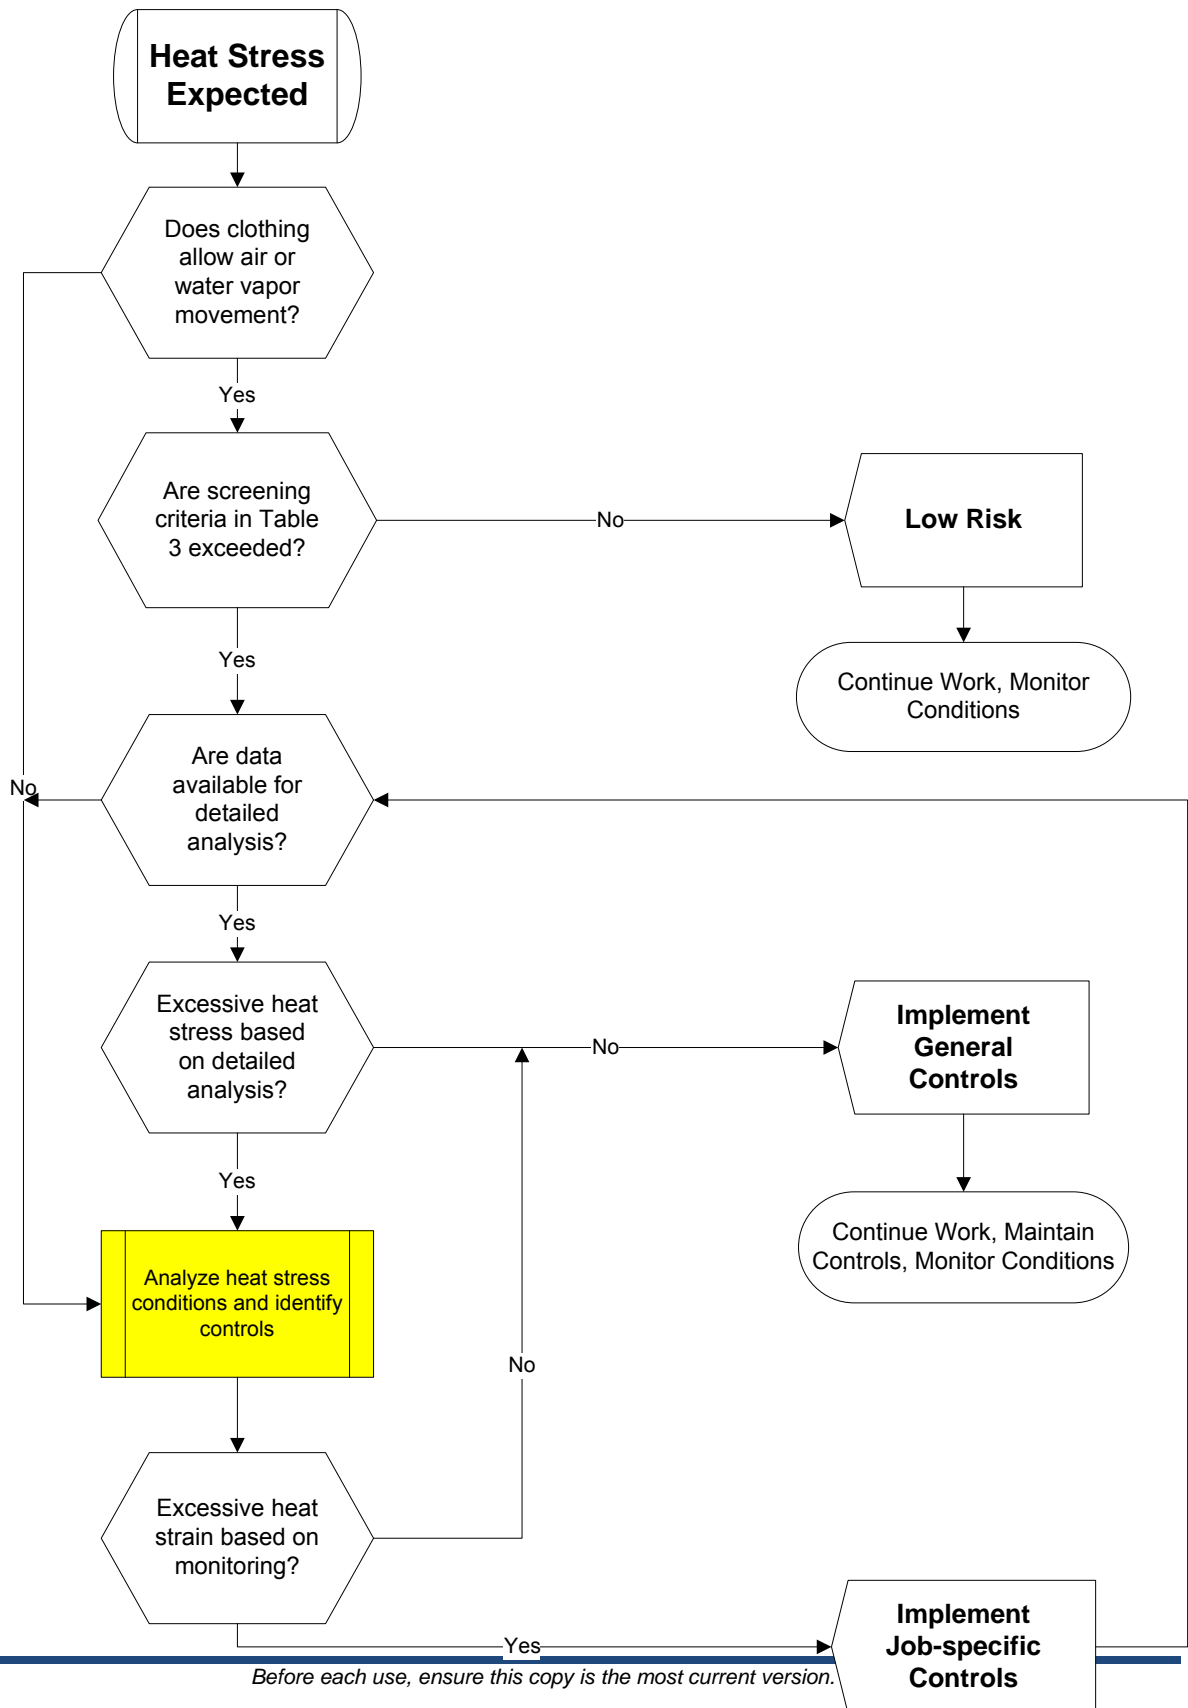 Heat Stress
Expected
Does clothing
allow air or
water vapor
movement?
Yes
Are screening
criteria in Table
3 exceeded?
No
Low Risk
Yes
Continue Work, Monitor
Conditions
Are data
available for
detailed
analysis?
No
Yes
Excessive heat
stress based
on detailed
analysis?
No
Implement
General
Controls
Yes
Continue Work, Maintain
Controls, Monitor Conditions
Analyze heat stress
conditions and identify
controls
No
Excessive heat
strain based on
monitoring?
Yes
Implement
Job-specific
Controls
Before each use, ensure this copy is the most current version.